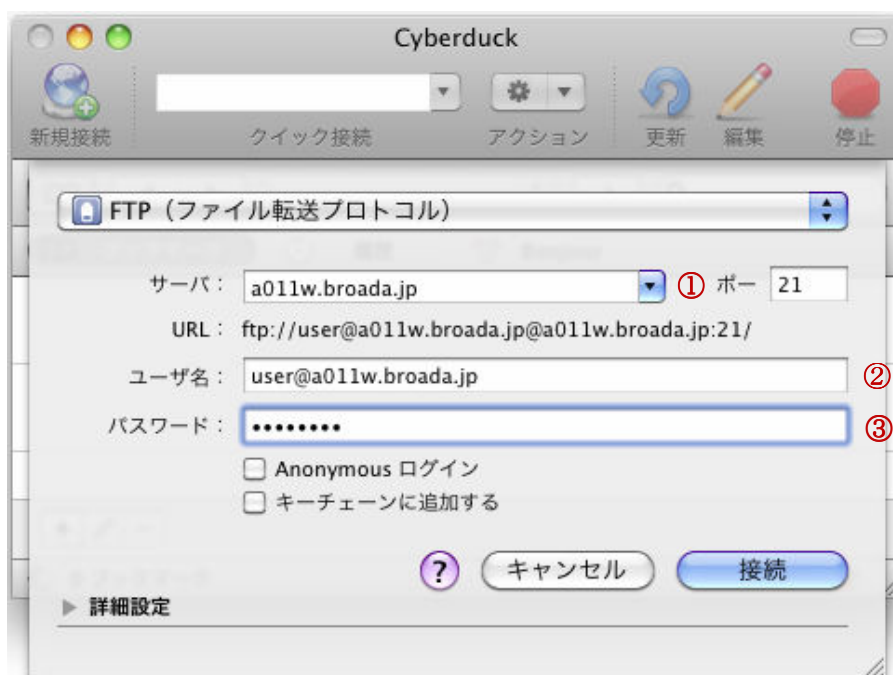 Cyberduck
新規接続
クイック接続
アクション
更新
編集
停止
FTP（ファイル転送プロトコル）
サーバ： a011w.broada.jp ① ポー 21
URL： ftp://user@a011w.broada.jp@a011w.broada.jp:21/
ユーザ名： user@a011w.broada.jp ②
パスワード： •••••••• ③
Anonymous ログイン
キーチェーンに追加する
? キャンセル 接続
詳細設定